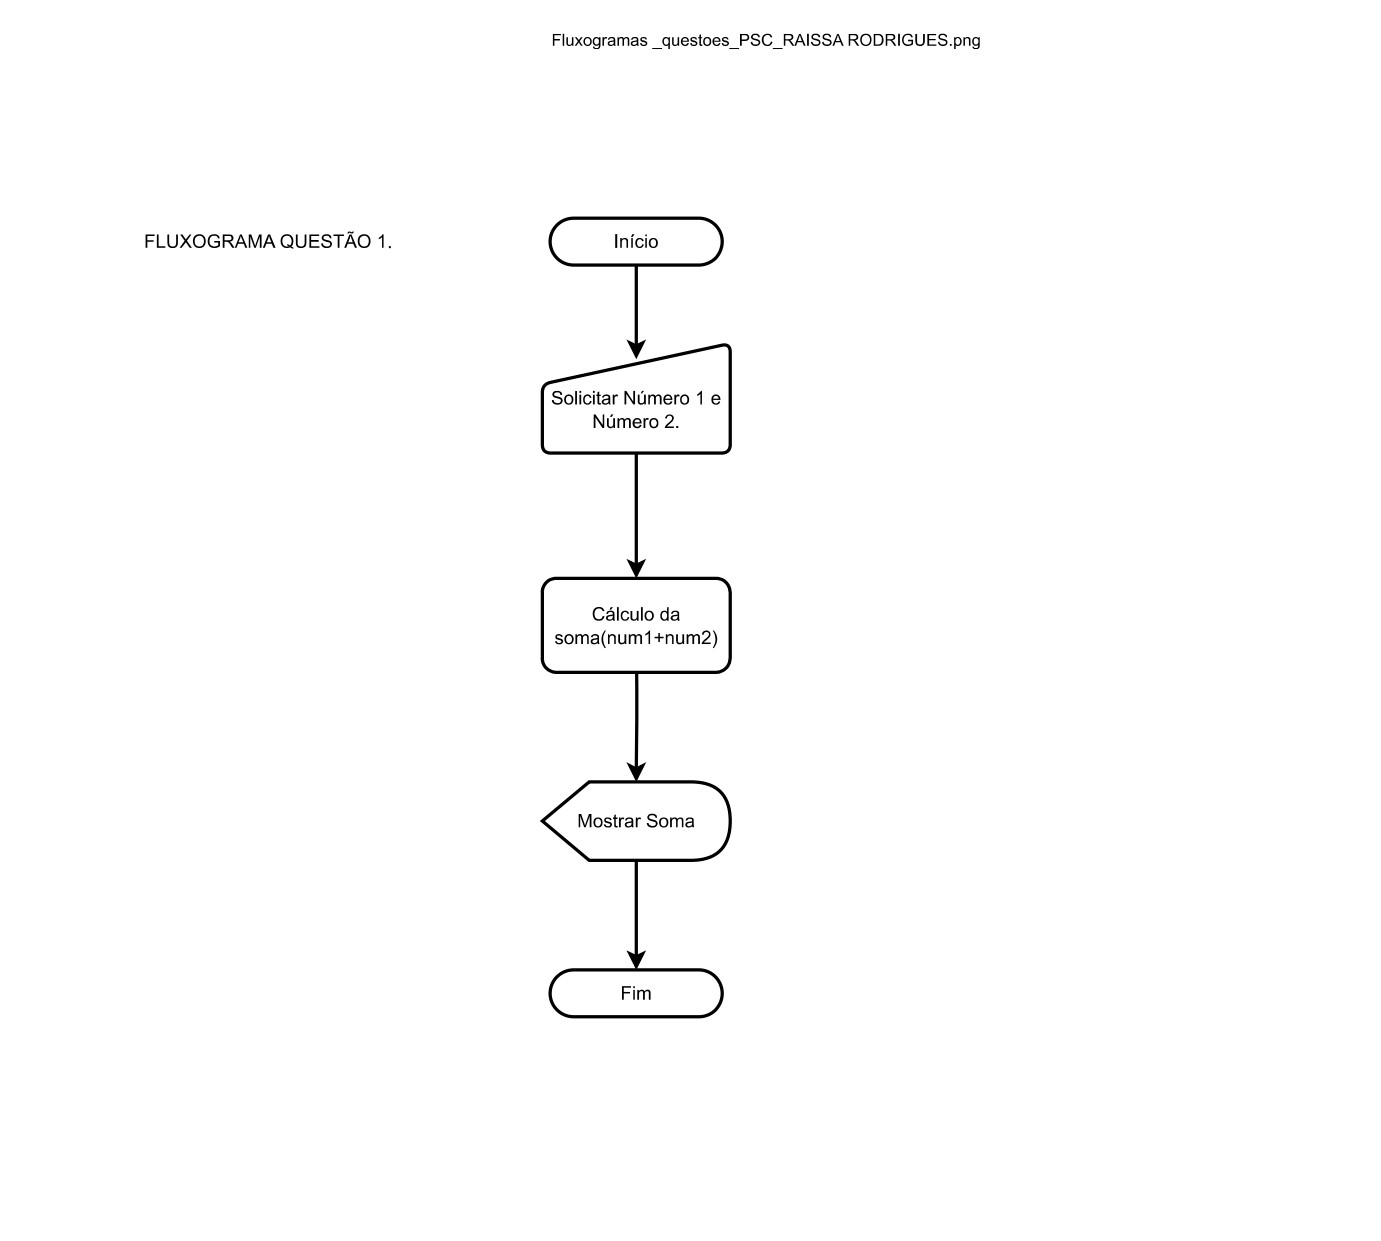 Fluxogramas _questoes_PSC_RAISSA RODRIGUES.png
FLUXOGRAMA QUESTÃO 1.
Início
Solicitar Número 1 e
Número 2.
Cálculo da
soma(num1+num2)
Mostrar Soma
Fim